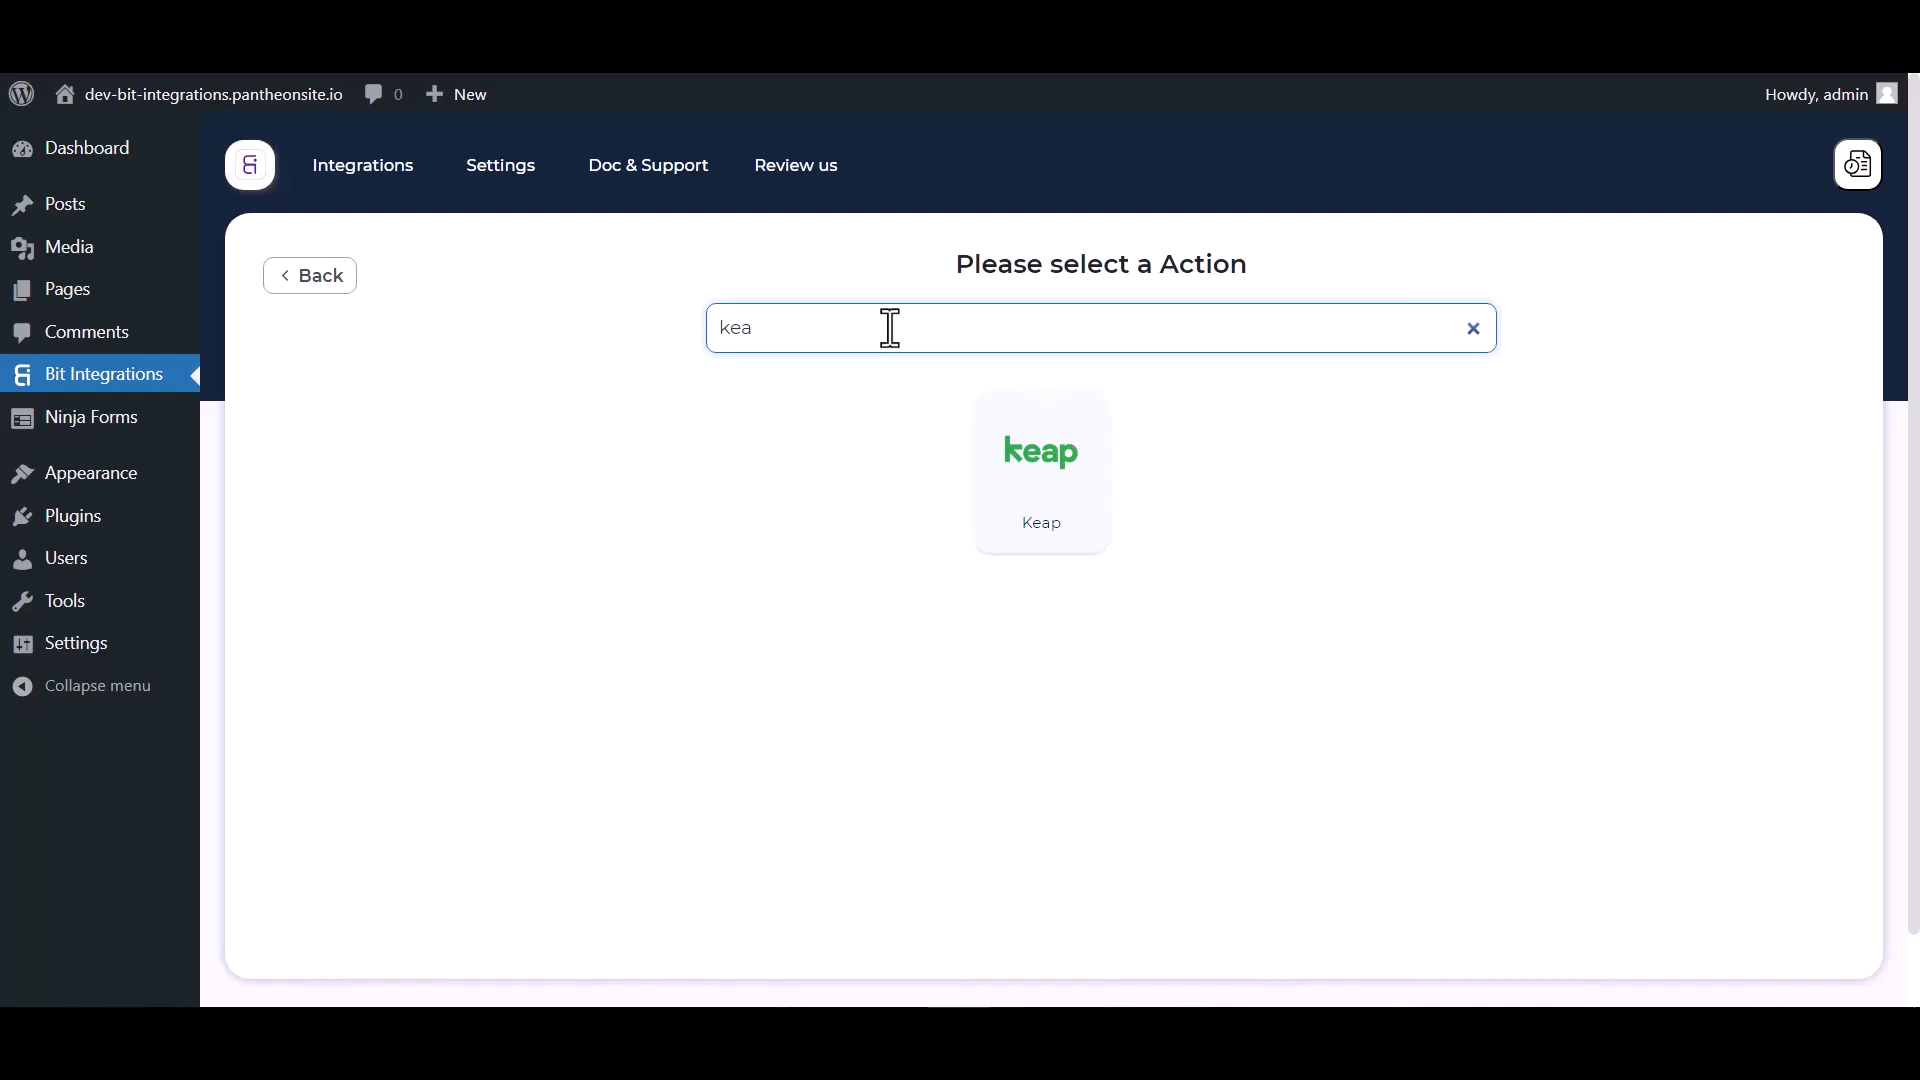 dev-bit-integrations.pantheonsite.io 0 New Howdy, admin
Dashboard
Posts
Media
Pages
Comments
Bit Integrations
Ninja Forms
Appearance
Plugins
Users
Tools
Settings
Collapse menu
Integrations Settings Doc & Support Review us
Back
Please select a Action
kea
keap
Keap